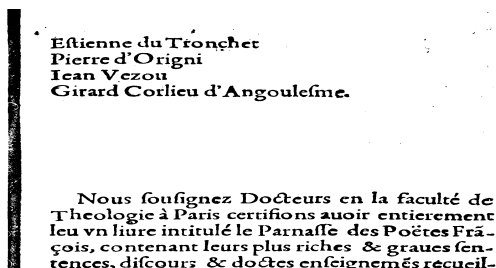 Eſtienne du Tronchet
Pierre d'Origni
Iean Vezou
Girard Corlieu d'Angouleſme.
Nous ſouſignez Docteurs en la faculté de
Theologie à Paris certifions auoir entierement
leu vn liure intitulé le Parnaſſe des Poëtes Frã-
çois, contenant leurs plus riches & graues ſen-
tences, diſcours & doctes enſeignemẽs recueil-